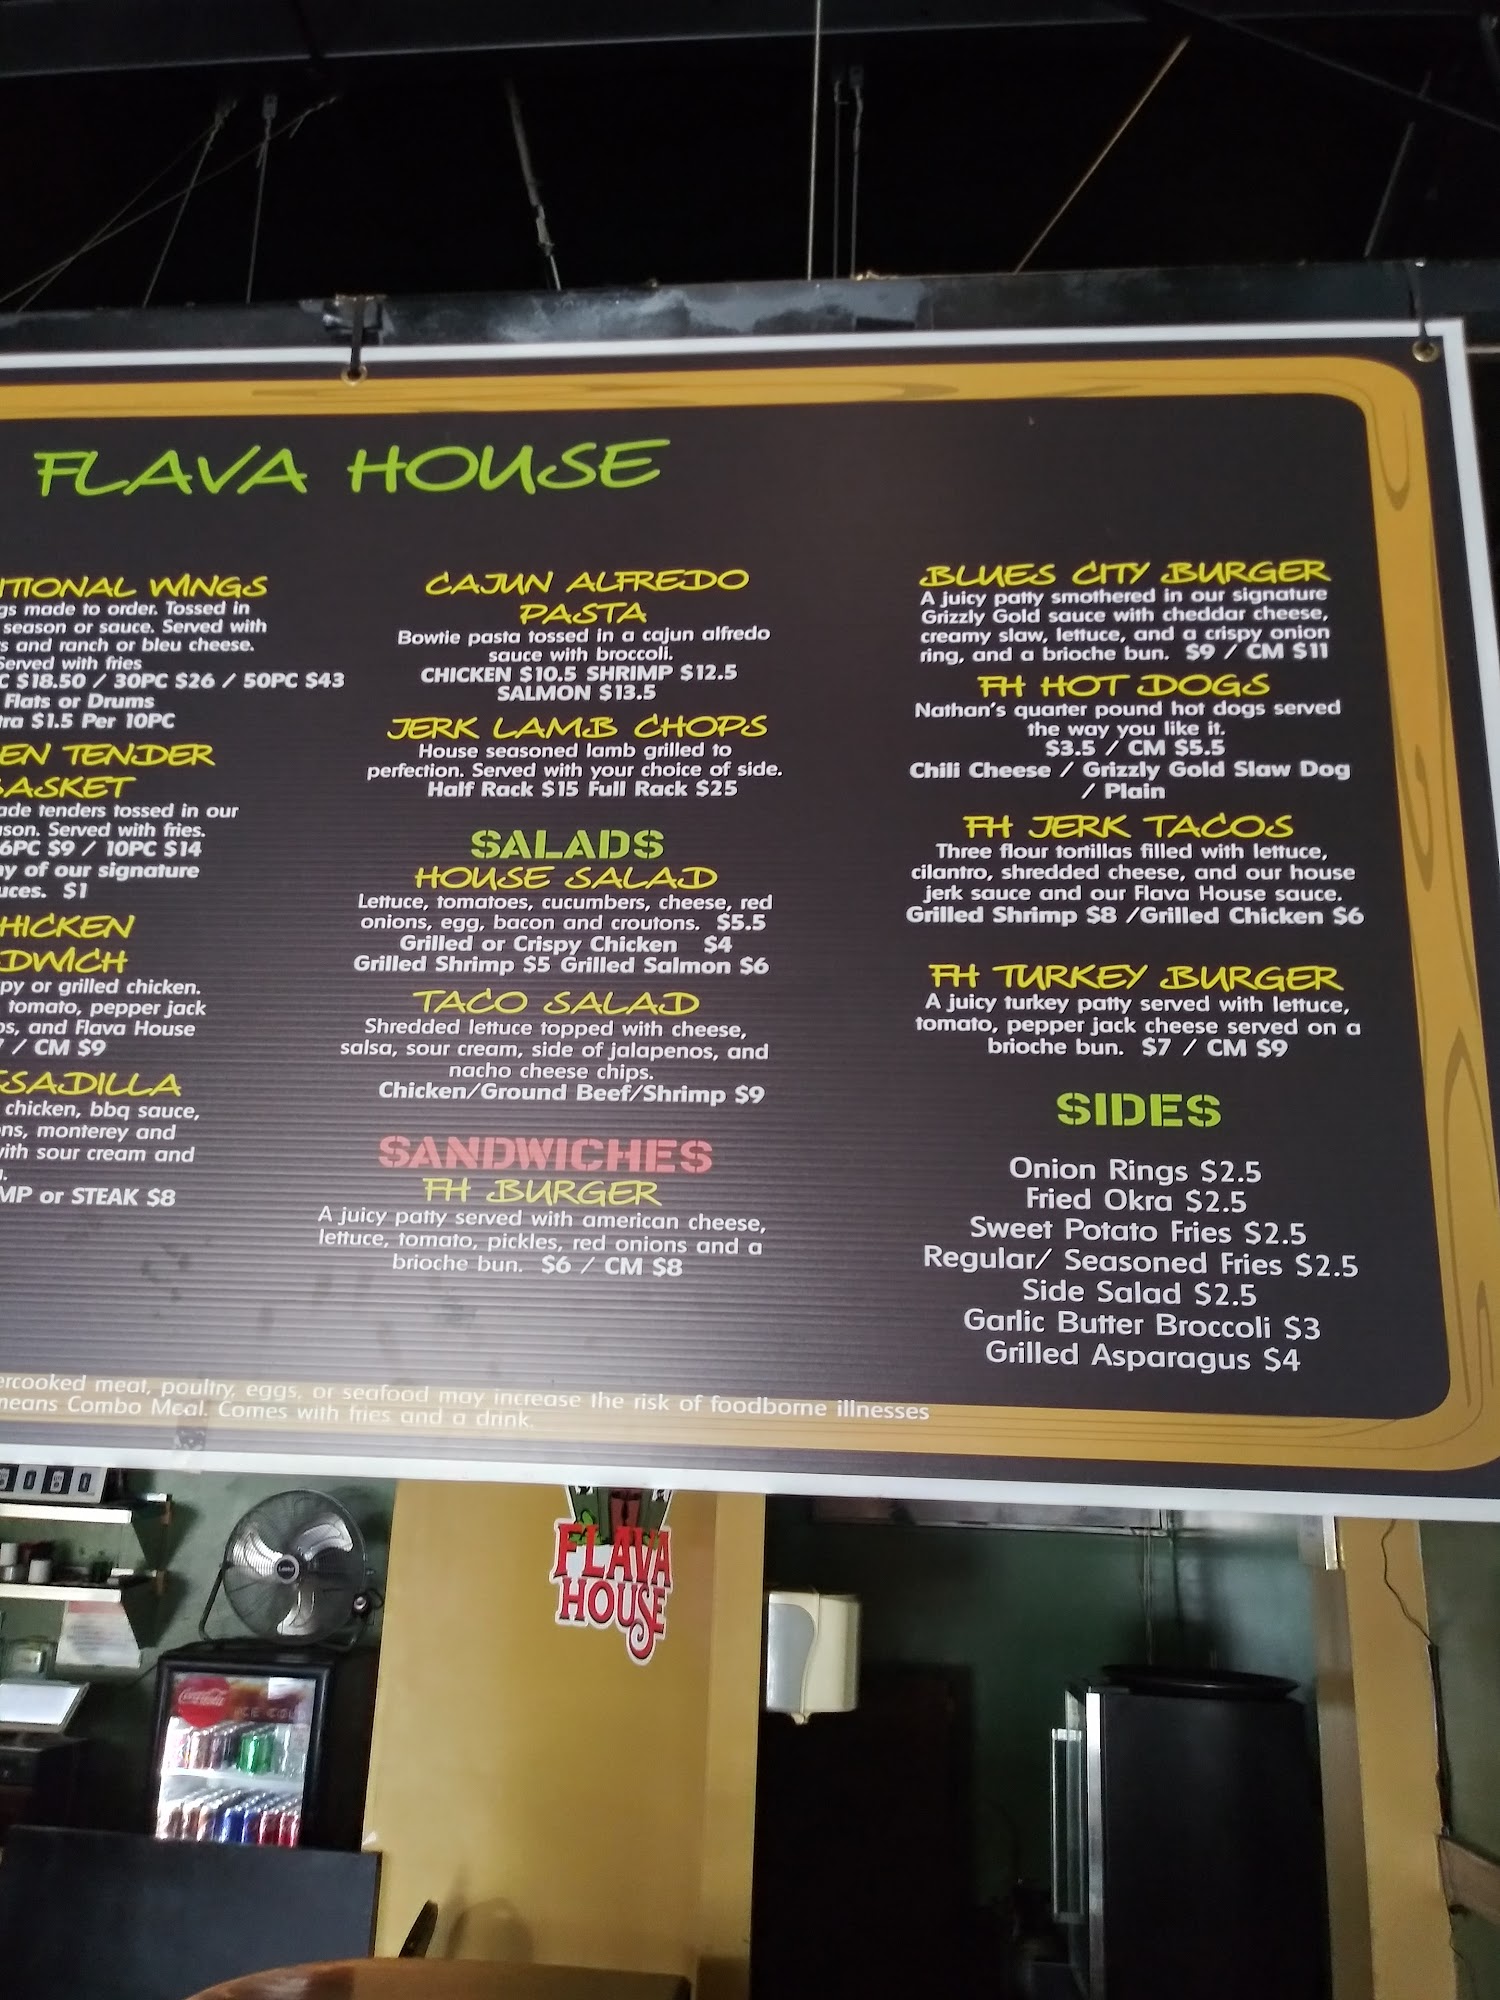 FLAVA HOUSE
WINGS
made to order. Tossed in
season or sauce. Served with
and ranch or bleu cheese.
Served with fries
$18.50 / 30PC $26 / 50PC $43
Flats or Drums
$1.5 Per 10PC
TENDER
BASKET
tenders tossed in our
Served with fries.
6PC $9 / 10PC $14
of our signature
$1
CHICKEN
or grilled chicken.
tomato, pepper jack
and Flava House
/ CM $9
chicken, bbq sauce,
monterey and
with sour cream and
or STEAK $8
CAJUN ALFREDO
PASTA
Bowtie pasta tossed in a cajun alfredo
sauce with broccoli.
CHICKEN $10.5 SHRIMP $12.5
SALMON $13.5
JERK LAMB CHOPS
House seasoned lamb grilled to
perfection. Served with your choice of side.
Half Rack $15 Full Rack $25
SALADS
HOUSE SALAD
Lettuce, tomatoes, cucumbers, cheese, red
onions, egg, bacon and croutons. $5.5
Grilled or Crispy Chicken $4
Grilled Shrimp $5 Grilled Salmon $6
TACO SALAD
Shredded lettuce topped with cheese,
salsa, sour cream, side of jalapenos, and
nacho cheese chips.
Chicken/Ground Beef/Shrimp $9
SANDWICHES
FH BURGER
A juicy patty served with american cheese,
lettuce, tomato, pickles, red onions and a
brioche bun. $6 / CM $8
BLUES CITY BURGER
A juicy patty smothered in our signature
Grizzly Gold sauce with cheddar cheese,
creamy slaw, lettuce, and a crispy onion
ring, and a brioche bun. $9 / CM $11
FH HOT DOGS
Nathan's quarter pound hot dogs served
the way you like it.
$3.5 / CM $5.5
Chili Cheese / Grizzly Gold Slaw Dog
/ Plain
FH JERK TACOS
Three flour tortillas filled with lettuce,
cilantro, shredded cheese, and our house
jerk sauce and our Flava House sauce.
Grilled Shrimp $8 /Grilled Chicken $6
FH TURKEY BURGER
A juicy turkey patty served with lettuce,
tomato, pepper jack cheese served on a
brioche bun. $7 / CM $9
SIDES
Onion Rings $2.5
Fried Okra $2.5
Sweet Potato Fries $2.5
Regular/ Seasoned Fries $2.5
Side Salad $2.5
Garlic Butter Broccoli $3
Grilled Asparagus $4
meat, poultry, eggs, or seafood may increase the risk of foodborne illnesses
means Combo Meal. Comes with fries and a drink.
FLAVA
HOUSE
Coca-Cola
ICE COLD